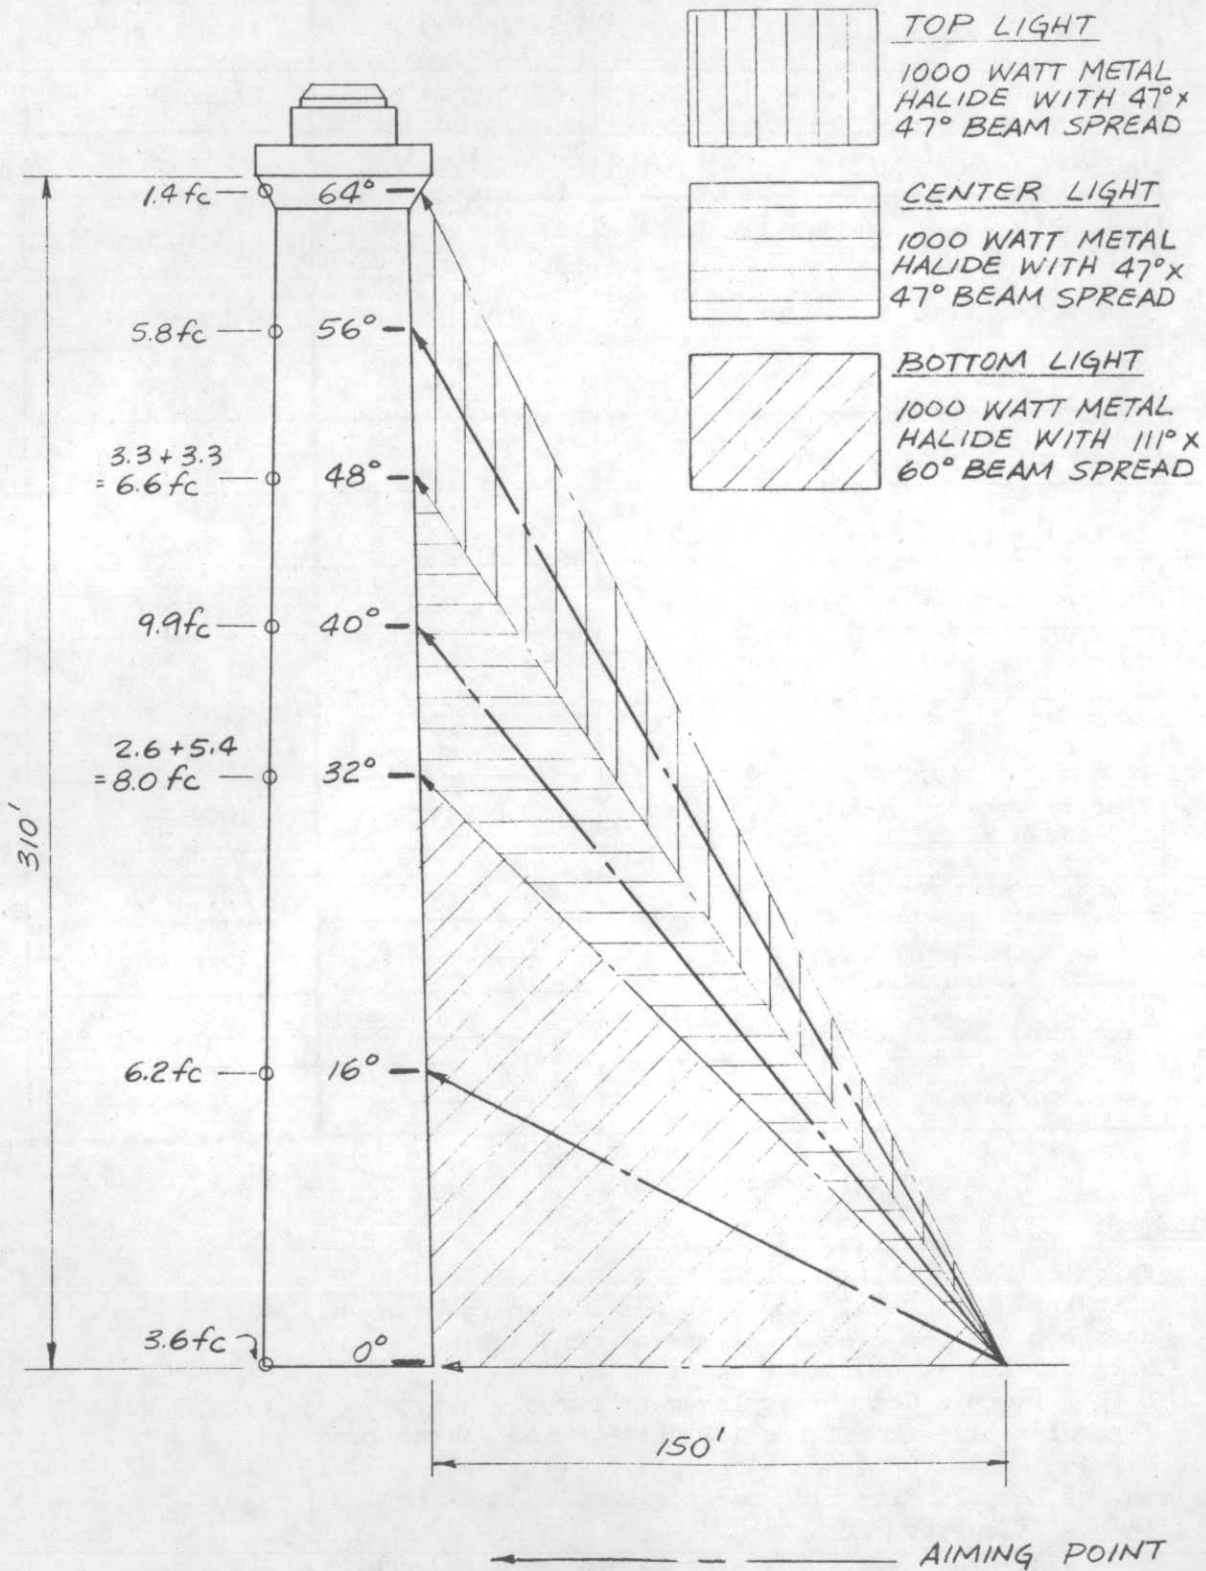 TOP LIGHT
1000 WATT METAL
HALIDE WITH 47° x
47° BEAM SPREAD
CENTER LIGHT
1000 WATT METAL
HALIDE WITH 47° x
47° BEAM SPREAD
BOTTOM LIGHT
1000 WATT METAL
HALIDE WITH 111° x
60° BEAM SPREAD
1.4 fc 64°
5.8 fc 56°
3.3 + 3.3
= 6.6 fc 48°
9.9 fc 40°
2.6 + 5.4
= 8.0 fc 32°
310'
6.2 fc 16°
3.6 fc 0°
150'
AIMING POINT